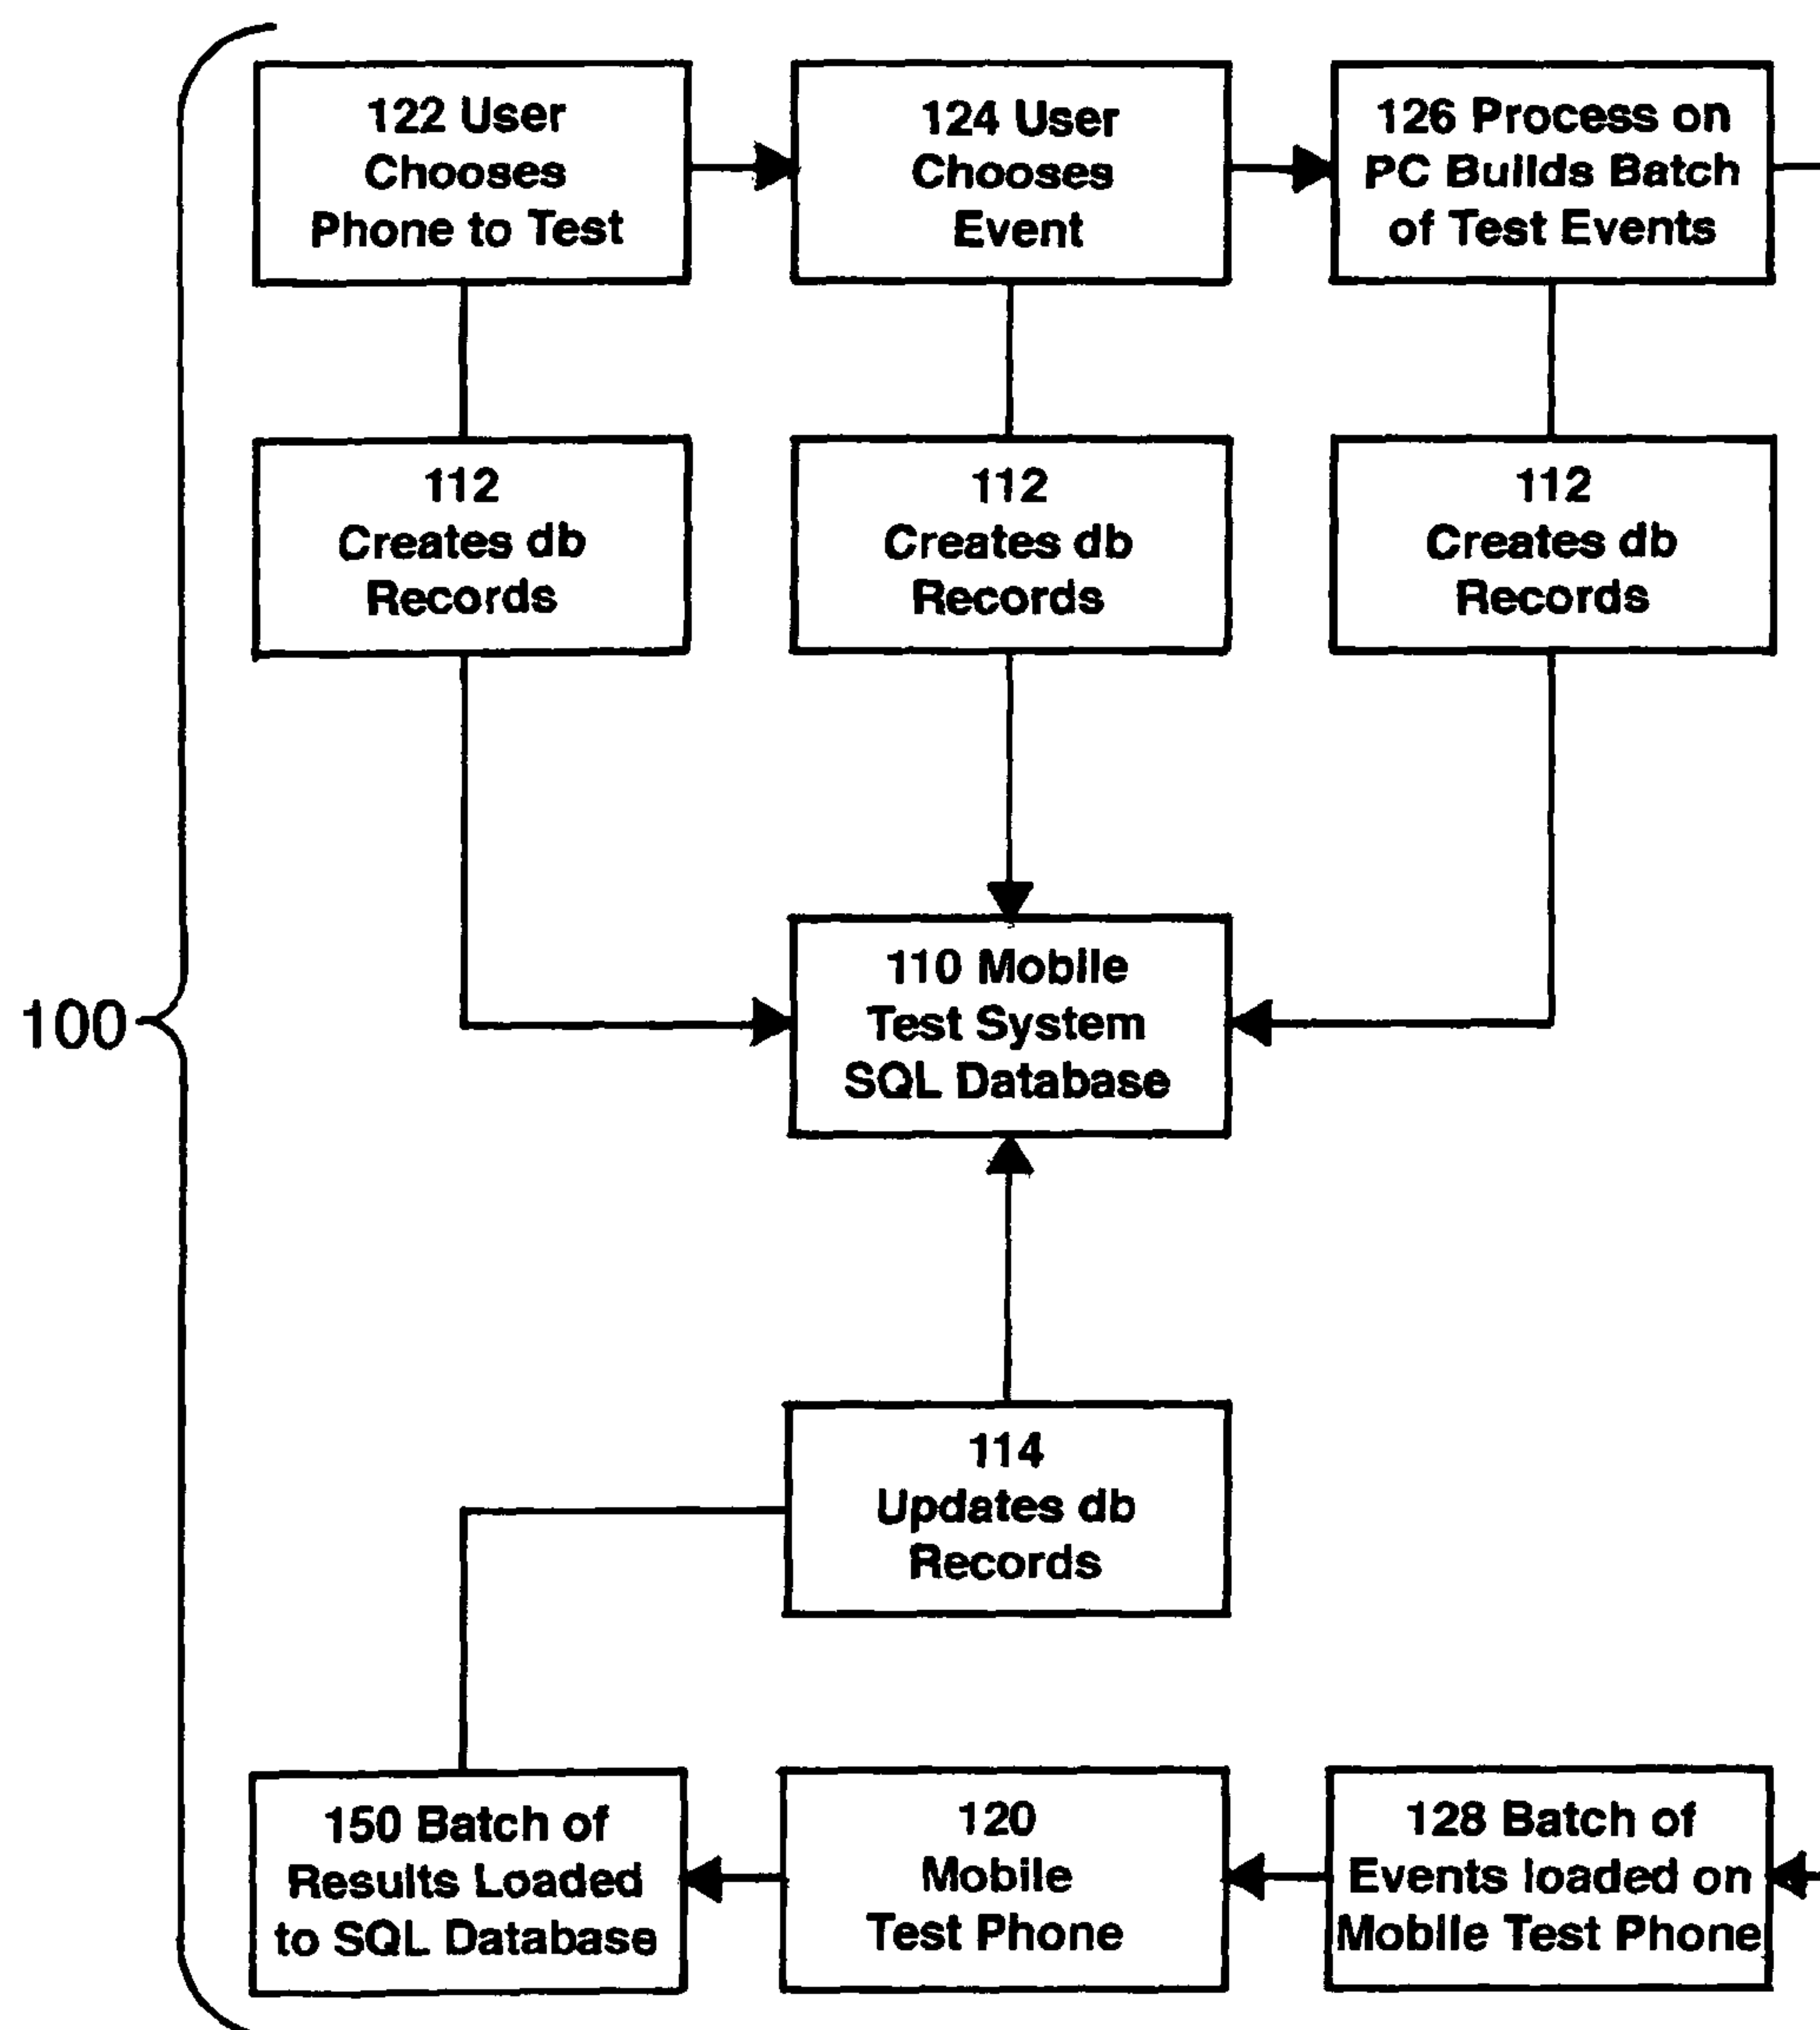 122 User
Chooses
Phone to Test
124 User
Chooses
Event
126 Process on
PC Builds Batch
of Test Events
112
Creates db
Records
112
Creates db
Records
112
Creates db
Records
100
110 Mobile
Test System
SQL Database
114
Updates db
Records
150 Batch of
Results Loaded
to SQL Database
120
Mobile
Test Phone
128 Batch of
Events loaded on
Mobile Test Phone